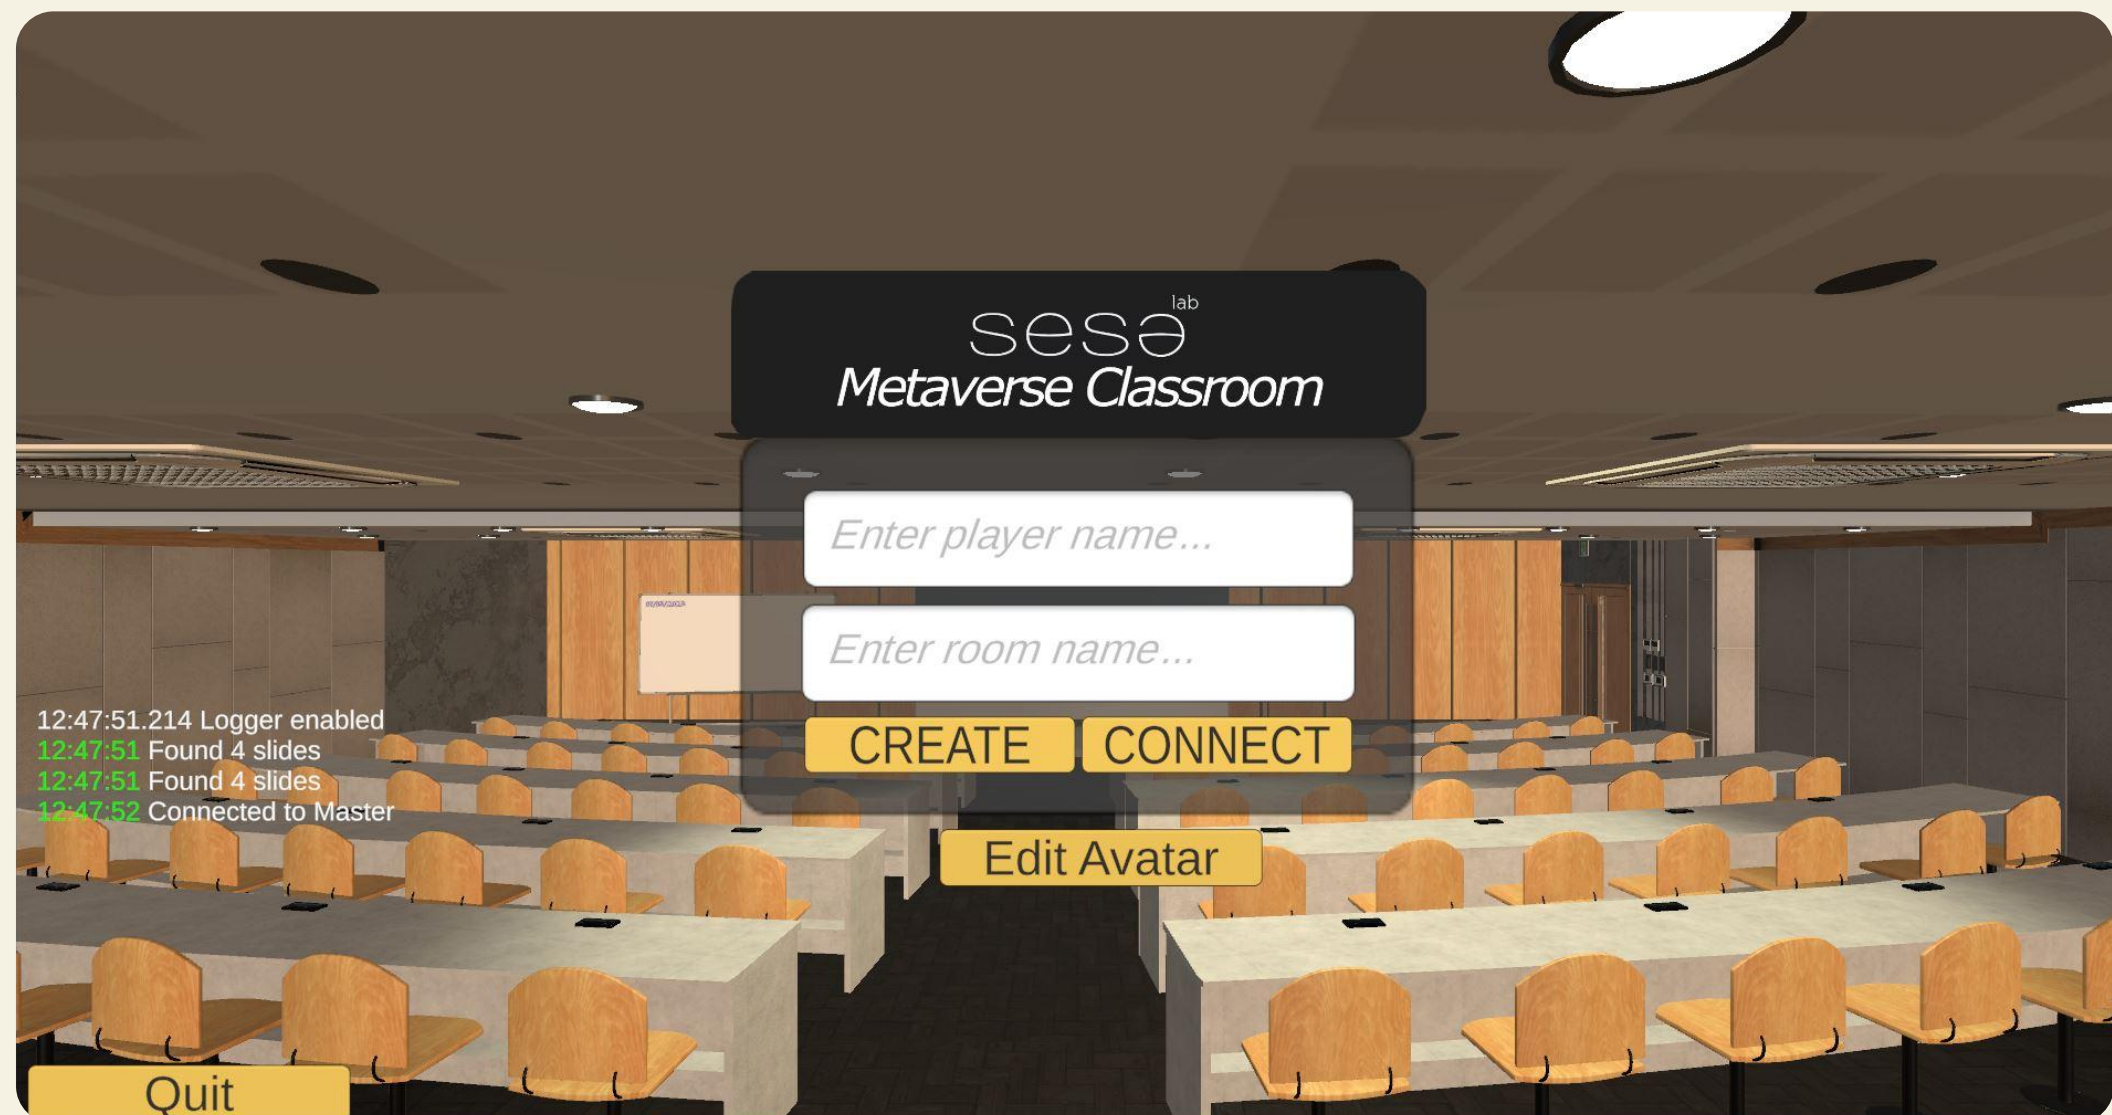 lab
sesə
Metaverse Classroom
Enter player name...
Enter room name...
CREATE CONNECT
Edit Avatar
12:47:51.214 Logger enabled
12:47:51 Found 4 slides
12:47:51 Found 4 slides
12:47:52 Connected to Master
Quit